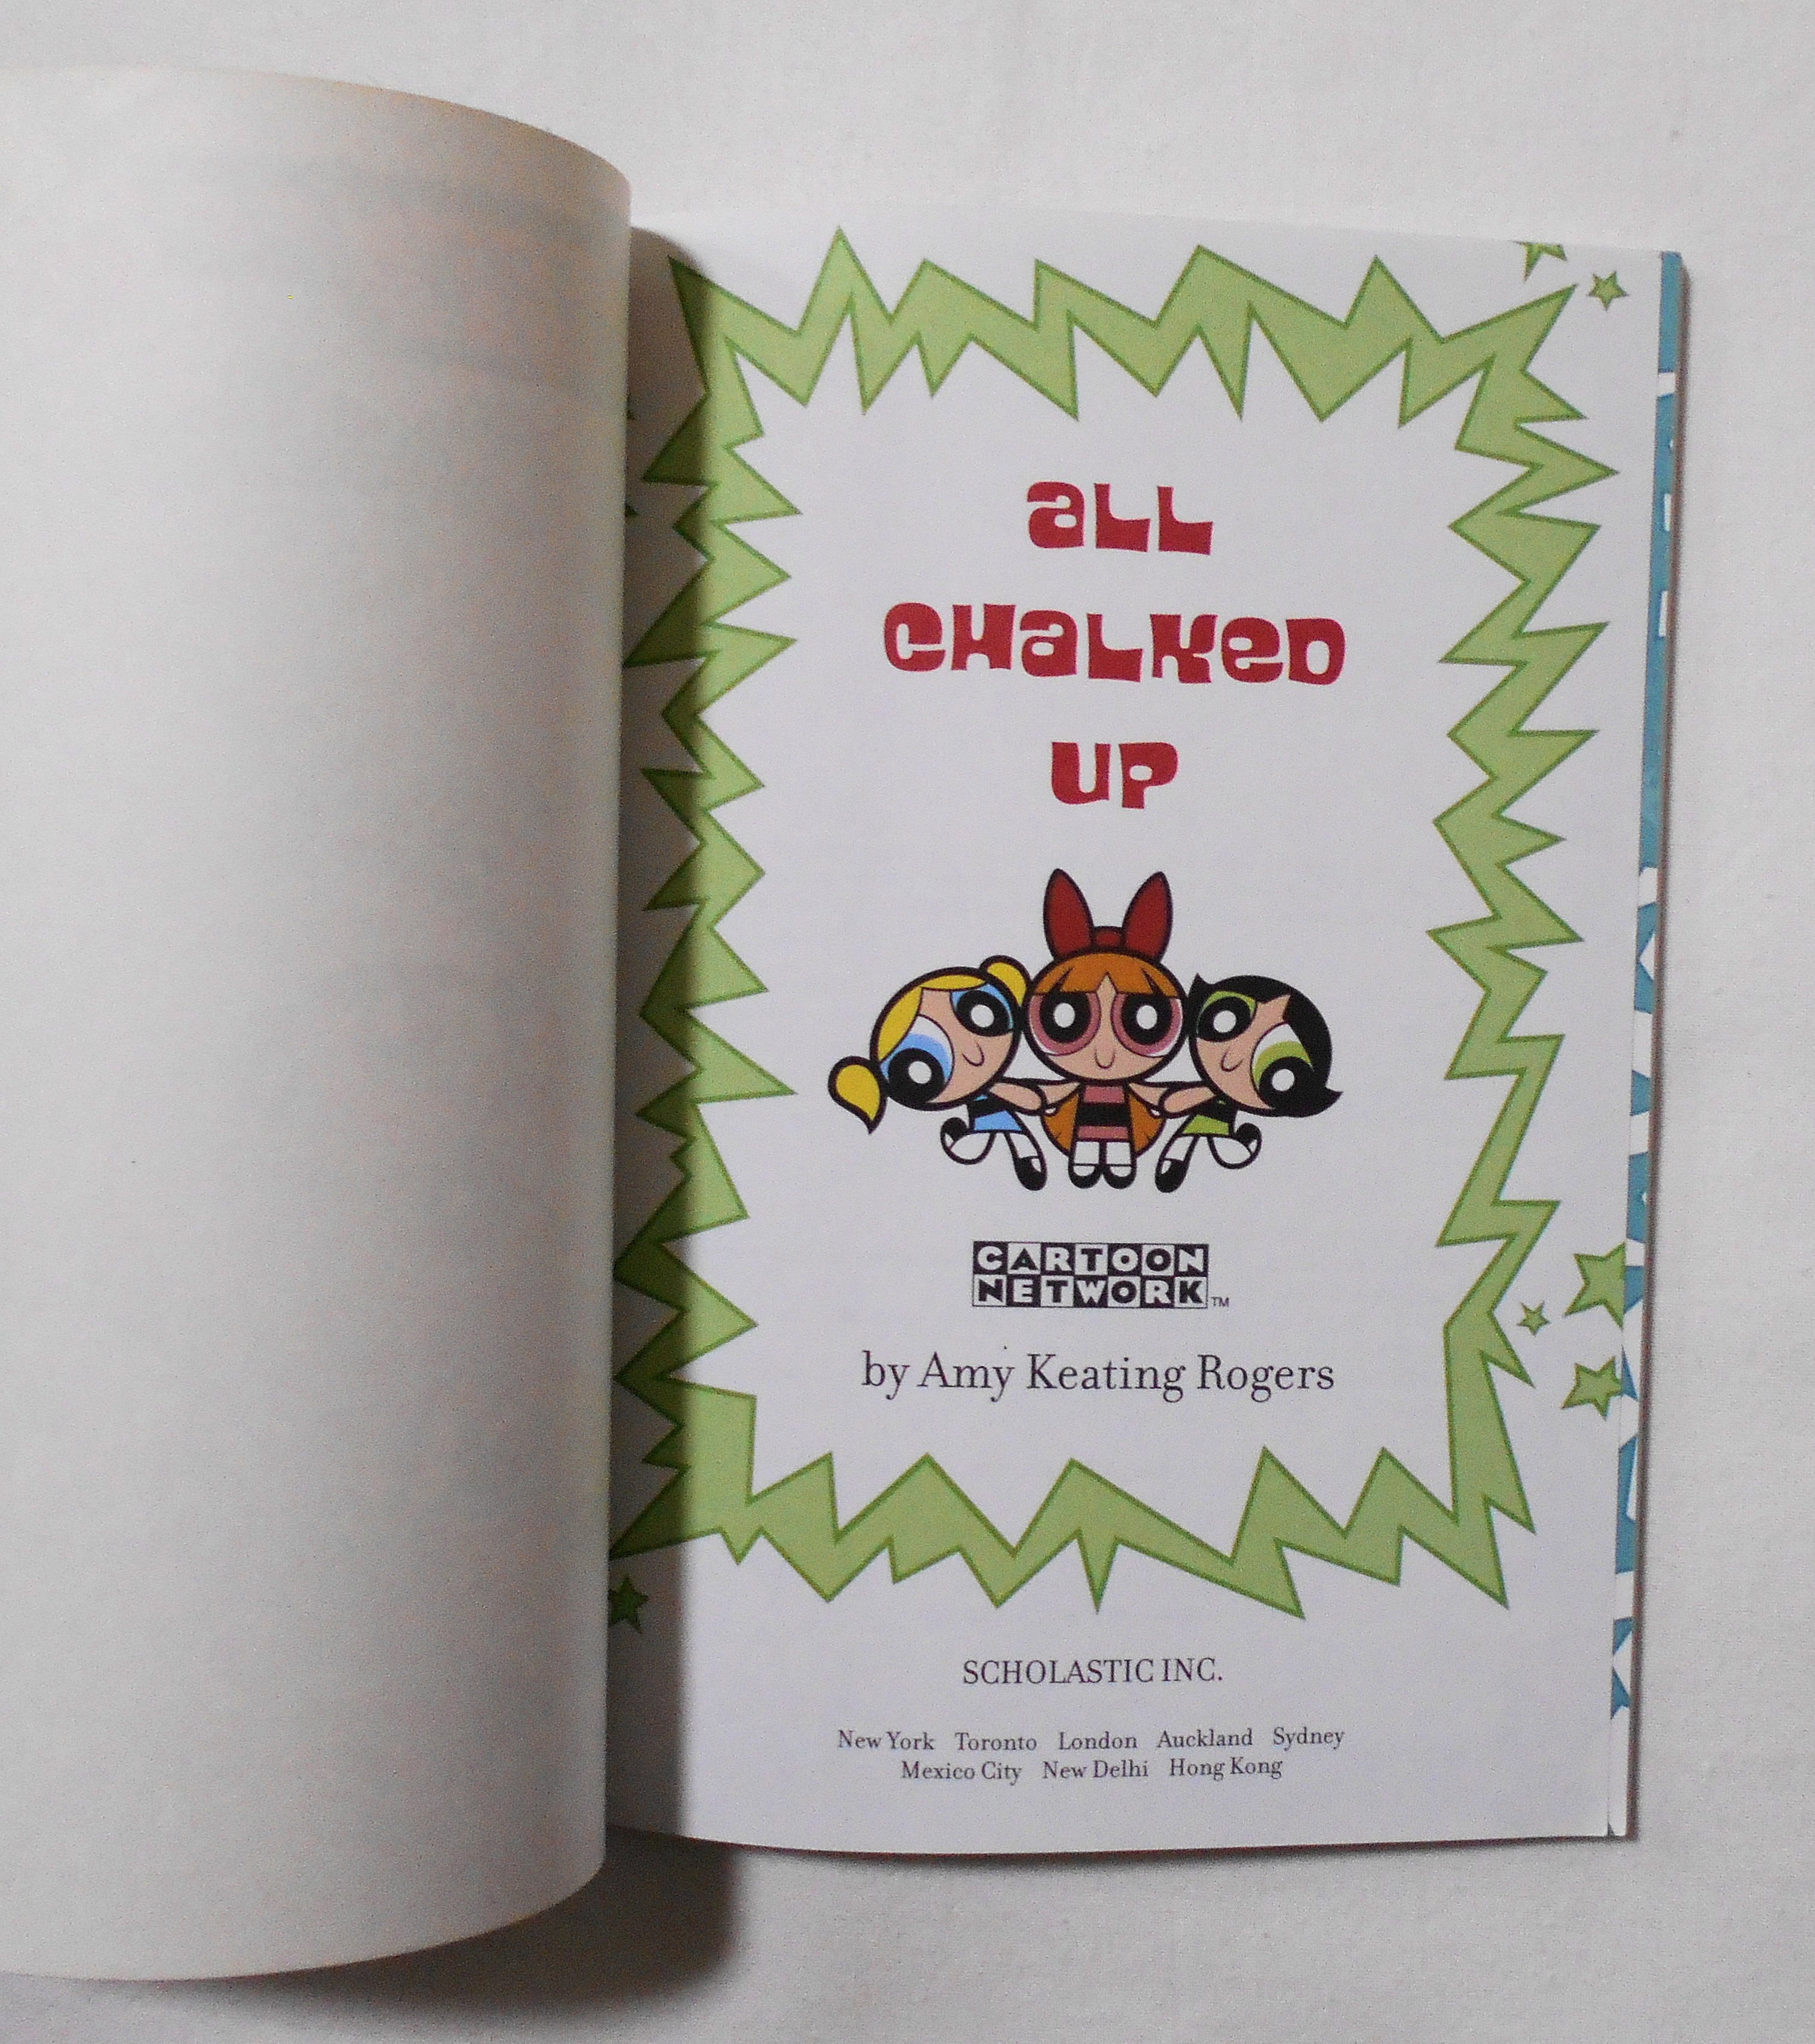 ALL
CHALKED
UP
CARTOON
NETWORK™
by Amy Keating Rogers
SCHOLASTIC INC.
New York Toronto London Auckland Sydney
Mexico City New Delhi Hong Kong